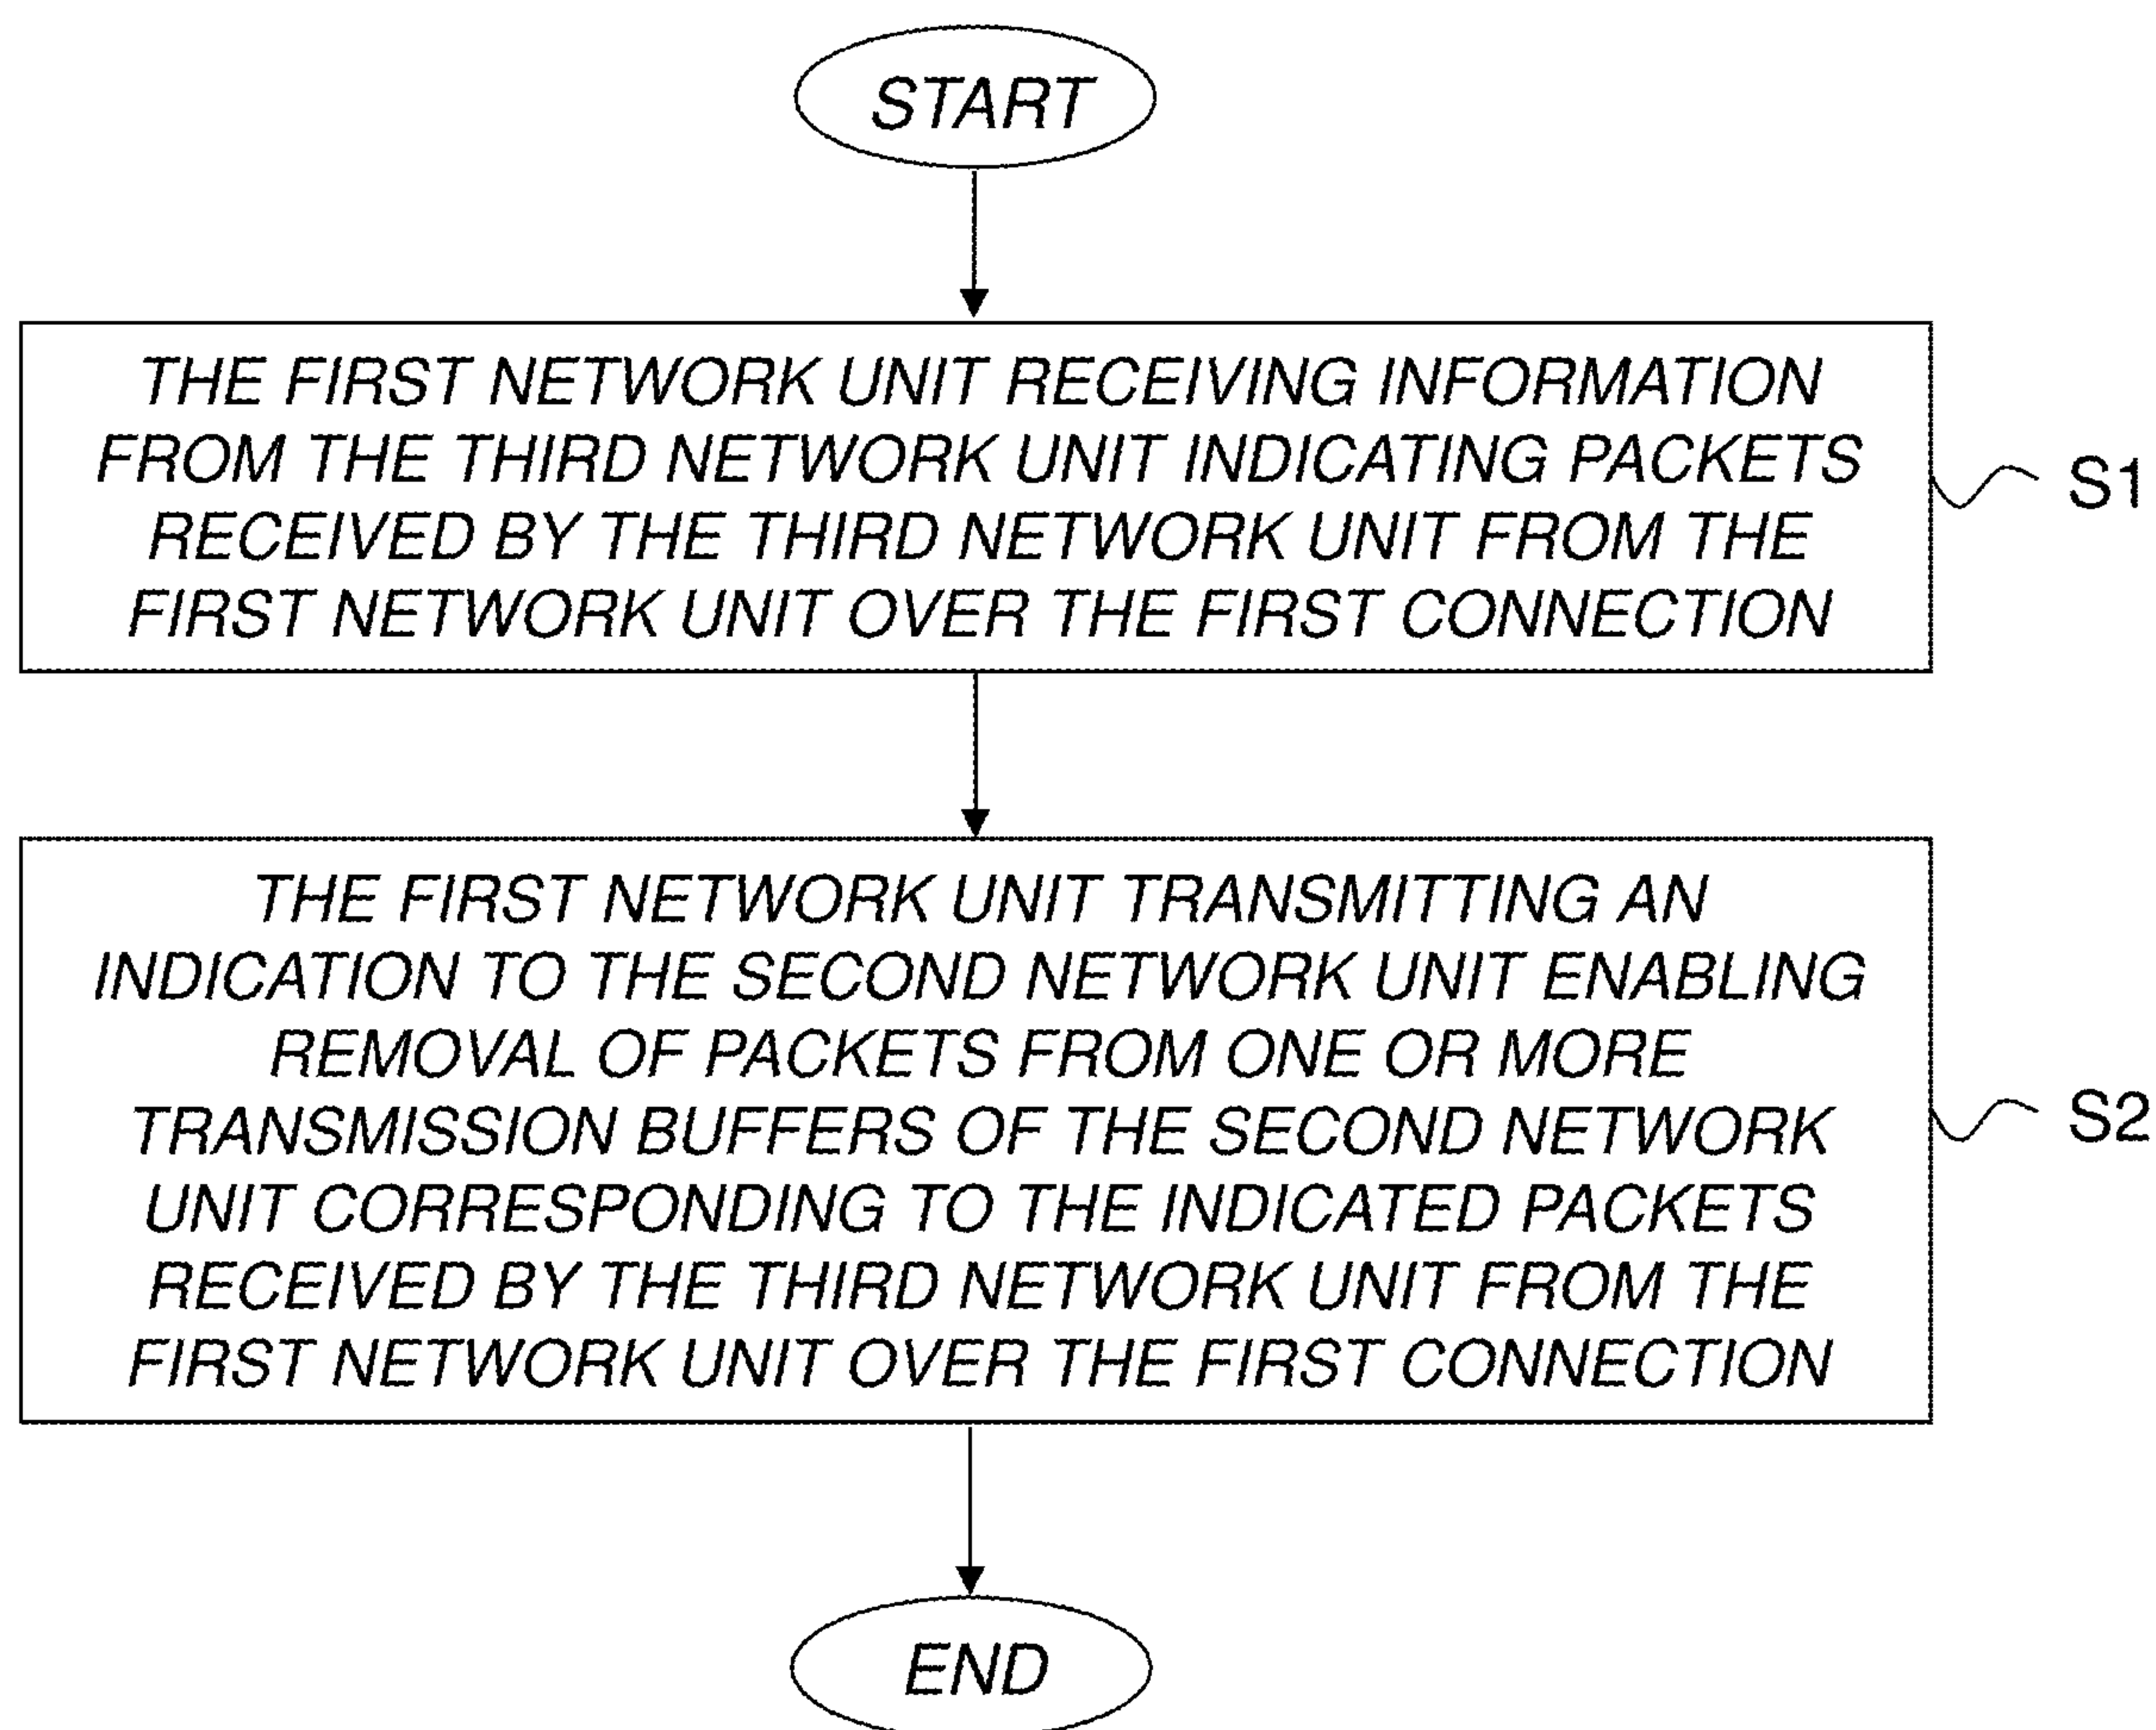 START
THE FIRST NETWORK UNIT RECEIVING INFORMATION
FROM THE THIRD NETWORK UNIT INDICATING PACKETS
RECEIVED BY THE THIRD NETWORK UNIT FROM THE
FIRST NETWORK UNIT OVER THE FIRST CONNECTION
S1
THE FIRST NETWORK UNIT TRANSMITTING AN
INDICATION TO THE SECOND NETWORK UNIT ENABLING
REMOVAL OF PACKETS FROM ONE OR MORE
TRANSMISSION BUFFERS OF THE SECOND NETWORK
UNIT CORRESPONDING TO THE INDICATED PACKETS
RECEIVED BY THE THIRD NETWORK UNIT FROM THE
FIRST NETWORK UNIT OVER THE FIRST CONNECTION
S2
END